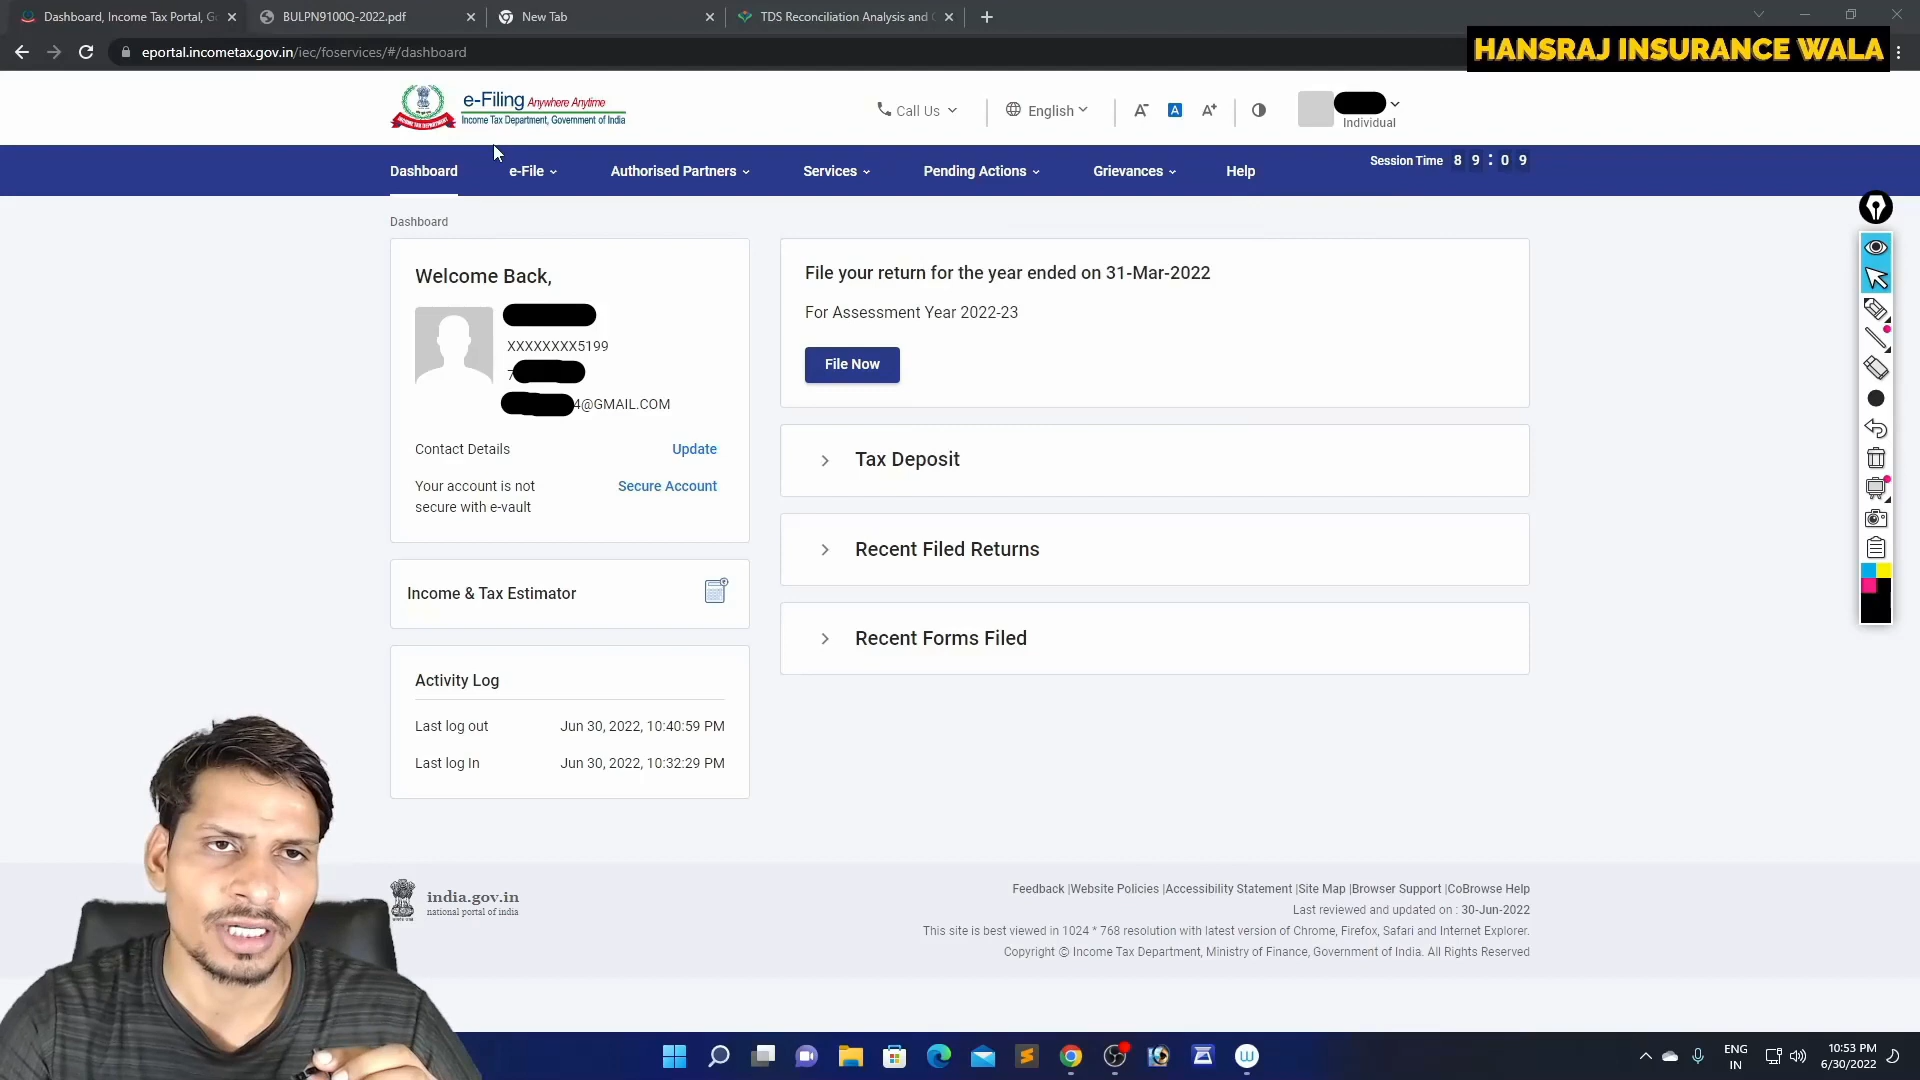 Dashboard, Income Tax Portal, G
BULPN9100Q-2022.pdf
New Tab
TDS Reconciliation Analysis and
eportal.incometax.gov.in/iec/foservices/#/dashboard
HANSRAJ INSURANCE WALA
e-Filing Anywhere Anytime
Income Tax Department, Government of India
Call Us
English
A-
A
A+
Individual
Dashboard
e-File
Authorised Partners
Services
Pending Actions
Grievances
Help
Session Time 8 9 : 0 9
Dashboard
Welcome Back,
XXXXXXXX5199
7
4@GMAIL.COM
Contact Details
Update
Your account is not
secure with e-vault
Secure Account
Income & Tax Estimator
Activity Log
Last log out Jun 30, 2022, 10:40:59 PM
Last log In Jun 30, 2022, 10:32:29 PM
File your return for the year ended on 31-Mar-2022
For Assessment Year 2022-23
File Now
Tax Deposit
Recent Filed Returns
Recent Forms Filed
india.gov.in
national portal of india
Feedback |Website Policies |Accessibility Statement |Site Map |Browser Support |CoBrowse Help
Last reviewed and updated on : 30-Jun-2022
This site is best viewed in 1024 * 768 resolution with latest version of Chrome, Firefox, Safari and Internet Explorer.
Copyright © Income Tax Department, Ministry of Finance, Government of India. All Rights Reserved
ENG
IN
10:53 PM
6/30/2022